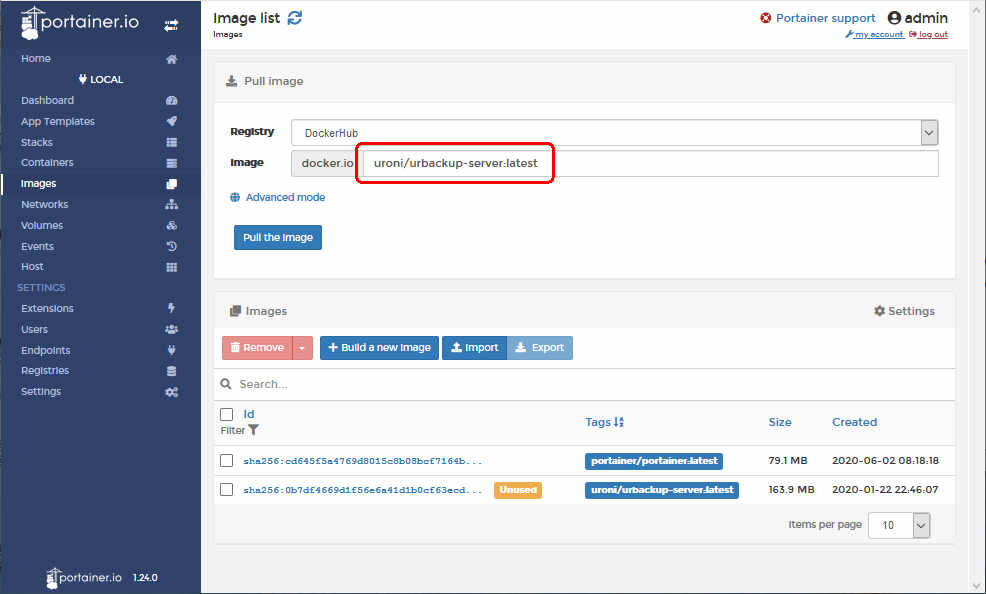 portainer.io
Home
LOCAL
Dashboard
App Templates
Stacks
Containers
Images
Networks
Volumes
Events
Host
SETTINGS
Extensions
Users
Endpoints
Registries
Settings
portainer.io 1.24.0
Image list
Images
Portainer support admin
my account log out
Pull image
Registry DockerHub
Image docker.io uroni/urbackup-server:latest
Advanced mode
Pull the image
Images Settings
Remove Build a new image Import Export
Search...
Id
Filter
Tags Size Created
sha256:cd645f5a4769d8015c8b08bcf7164b... portainer/portainer:latest 79.1 MB 2020-06-02 08:18:18
sha256:0b7df4669d1f56e6a41d1b0cf63ecd... Unused uroni/urbackup-server:latest 163.9 MB 2020-01-22 22:46:07
Items per page 10